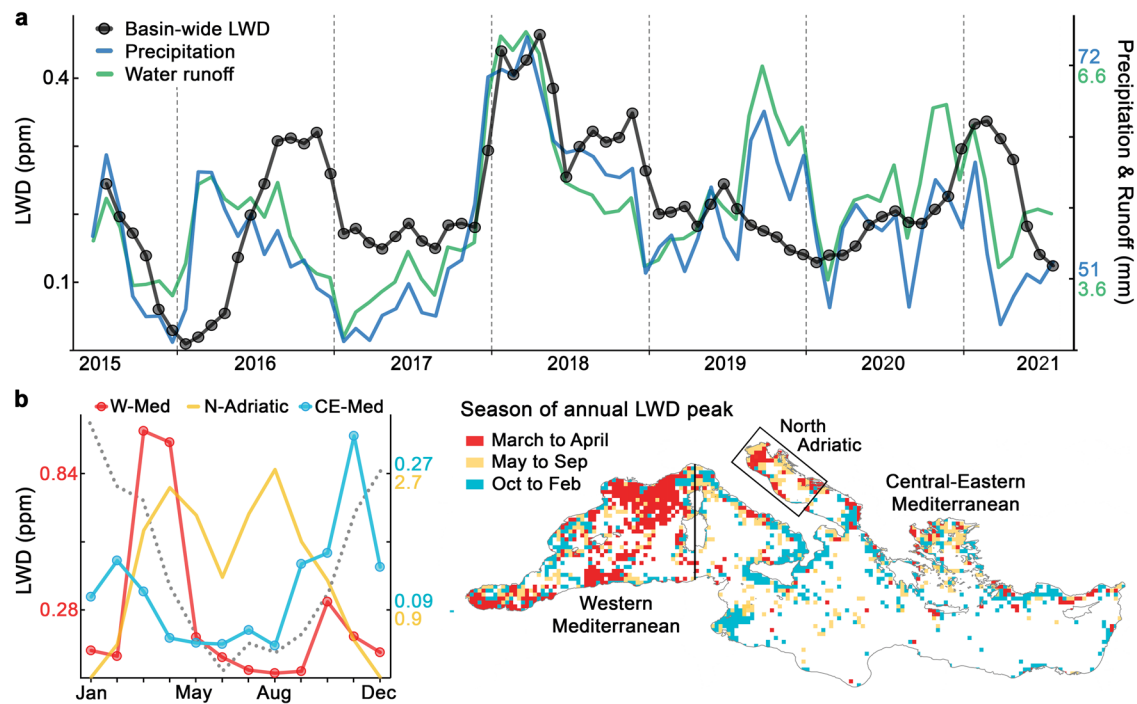 a
Basin-wide LWD
Precipitation
Water runoff
LWD (ppm)
0.4
0.1
72
6.6
51
3.6
Precipitation & Runoff (mm)
2015 2016 2017 2018 2019 2020 2021
b
W-Med N-Adriatic CE-Med
LWD (ppm)
0.84
0.28
0.27
2.7
0.09
0.9
Jan May Aug Dec
Season of annual LWD peak
March to April
May to Sep
Oct to Feb
North
Adriatic
Central-Eastern
Mediterranean
Western
Mediterranean